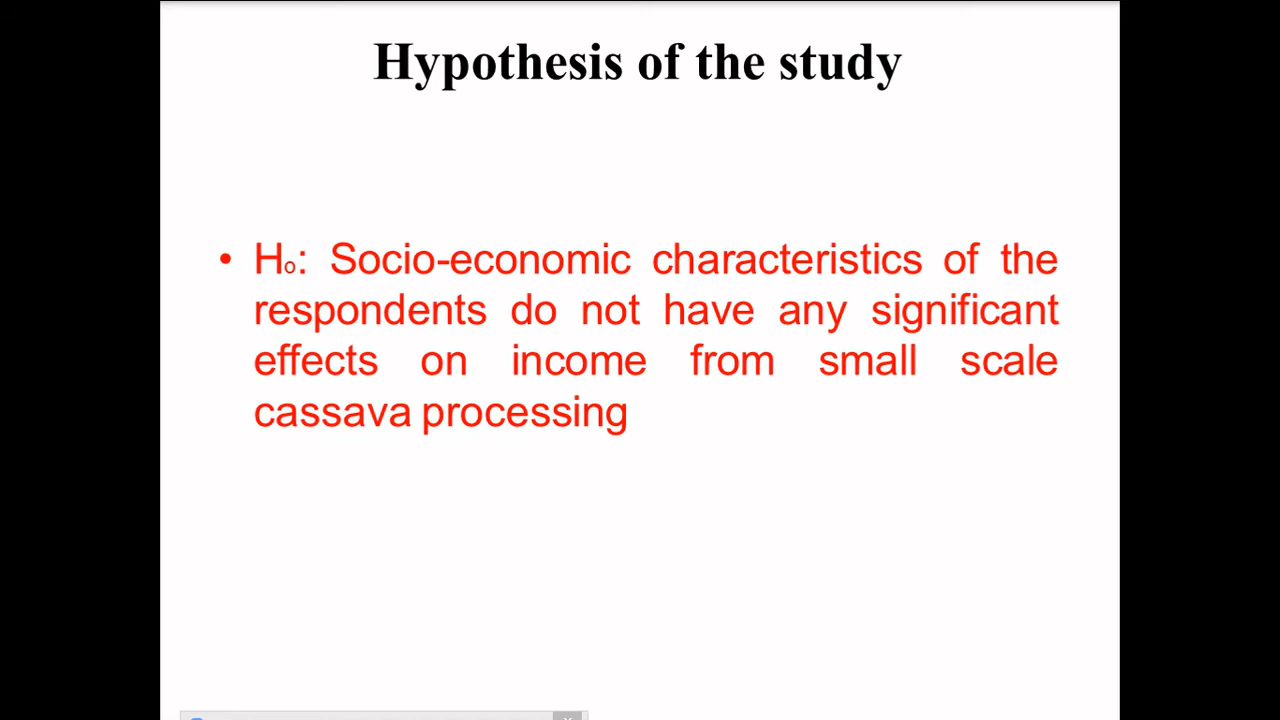 Hypothesis of the study
• Hₒ: Socio-economic characteristics of the
respondents do not have any significant
effects on income from small scale
cassava processing